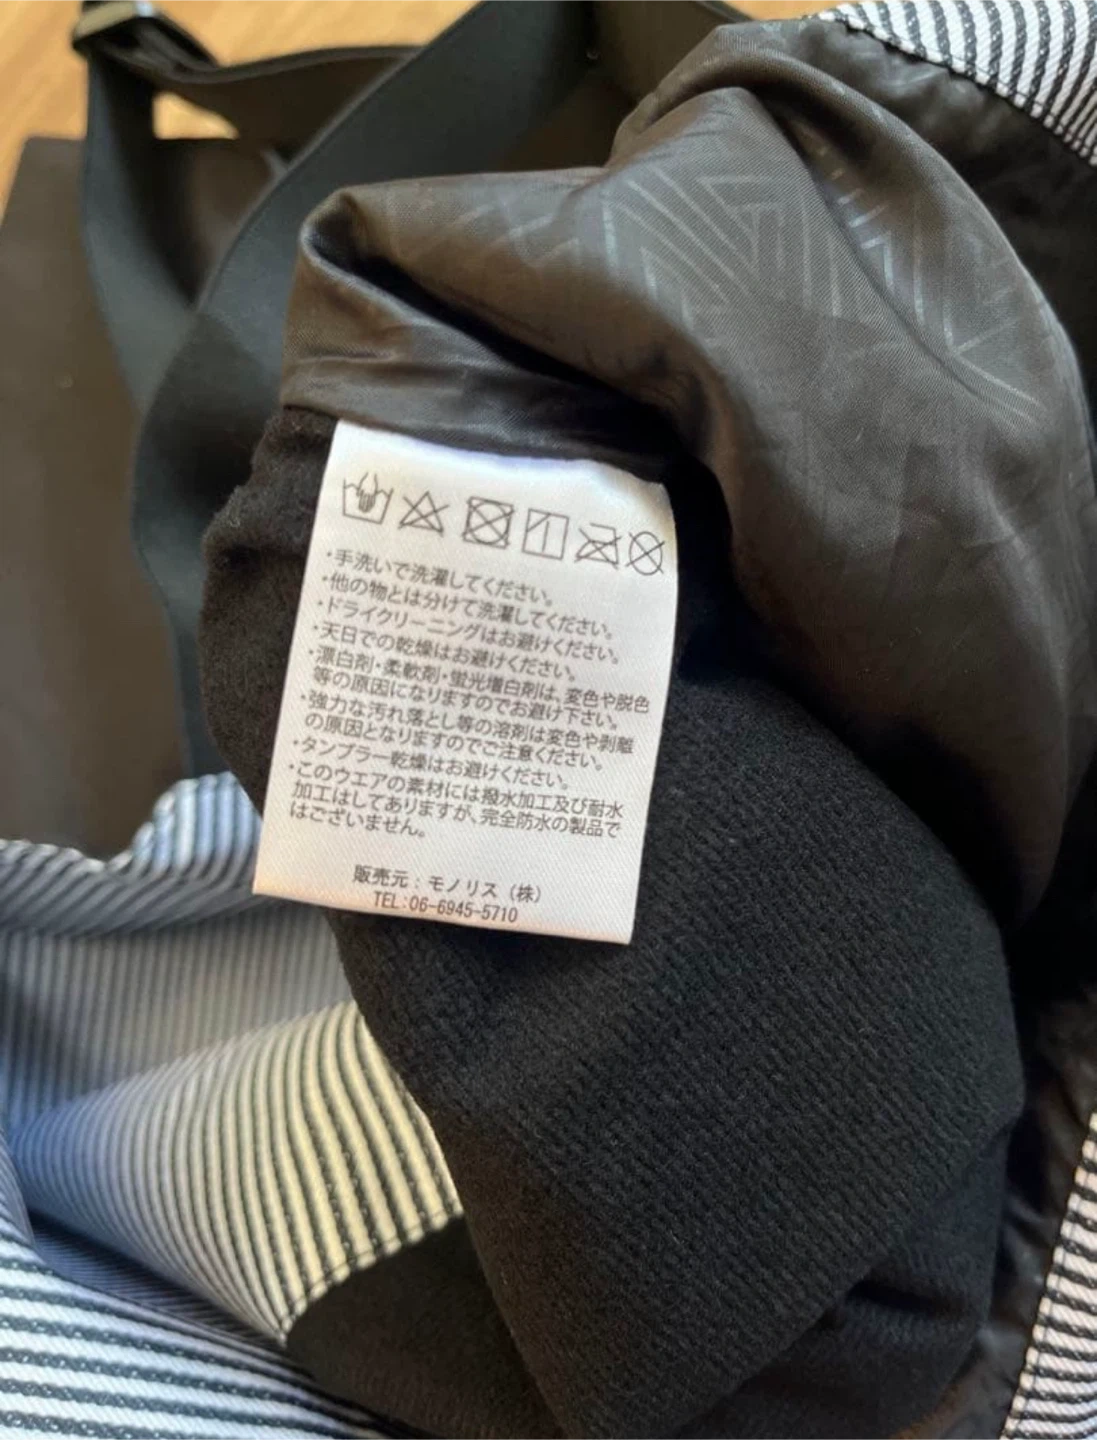 ・手洗いで洗濯してください。
・他の物とは分けて洗濯してください。
・ドライクリーニングはお避けください。
・天日での乾燥はお避けください。
・漂白剤・柔軟剤・蛍光増白剤は、変色や脱色
等の原因になりますのでお避け下さい。
・強力な汚れ落とし等の溶剤は変色や剥離
の原因となりますのでご注意ください。
・タンブラー乾燥はお避けください。
・このウエアの素材には撥水加工及び耐水
加工はしてありますが、完全防水の製品で
はございません。
販売元：モノリス（株）
TEL：06-6945-5710